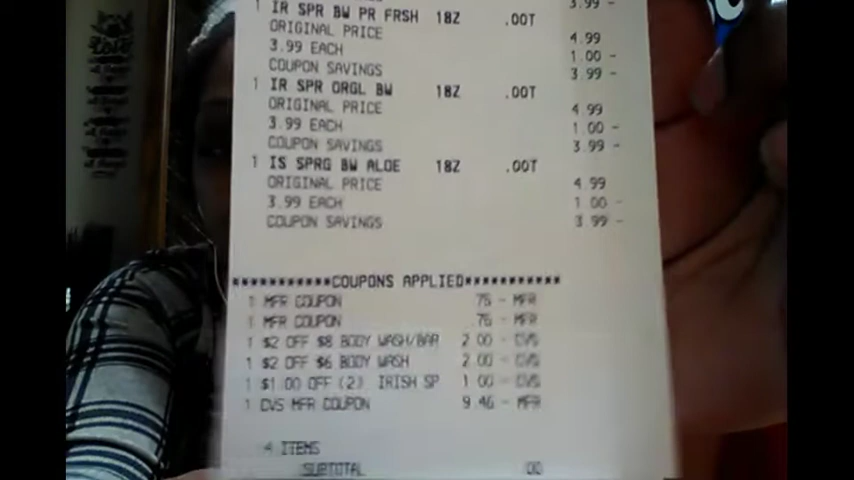 3.99 -
1 IR SPR BW PR FRSH 18Z .00T
ORIGINAL PRICE 4.99
3.99 EACH 1.00 -
COUPON SAVINGS 3.99 -
1 IR SPR ORGL BW 18Z .00T
ORIGINAL PRICE 4.99
3.99 EACH 1.00 -
COUPON SAVINGS 3.99 -
1 IS SPRG BW ALOE 18Z .00T
ORIGINAL PRICE 4.99
3.99 EACH 1.00 -
COUPON SAVINGS 3.99 -
***********COUPONS APPLIED***********
1 MFR COUPON .75 - MFR
1 MFR COUPON .75 - MFR
1 $2 OFF $8 BODY WASH/BAR 2.00 - CVS
1 $2 OFF $6 BODY WASH 2.00 - CVS
1 $1.00 OFF (2) IRISH SP 1.00 - CVS
1 CVS MFR COUPON 9.46 - MFR
4 ITEMS
SUBTOTAL .00